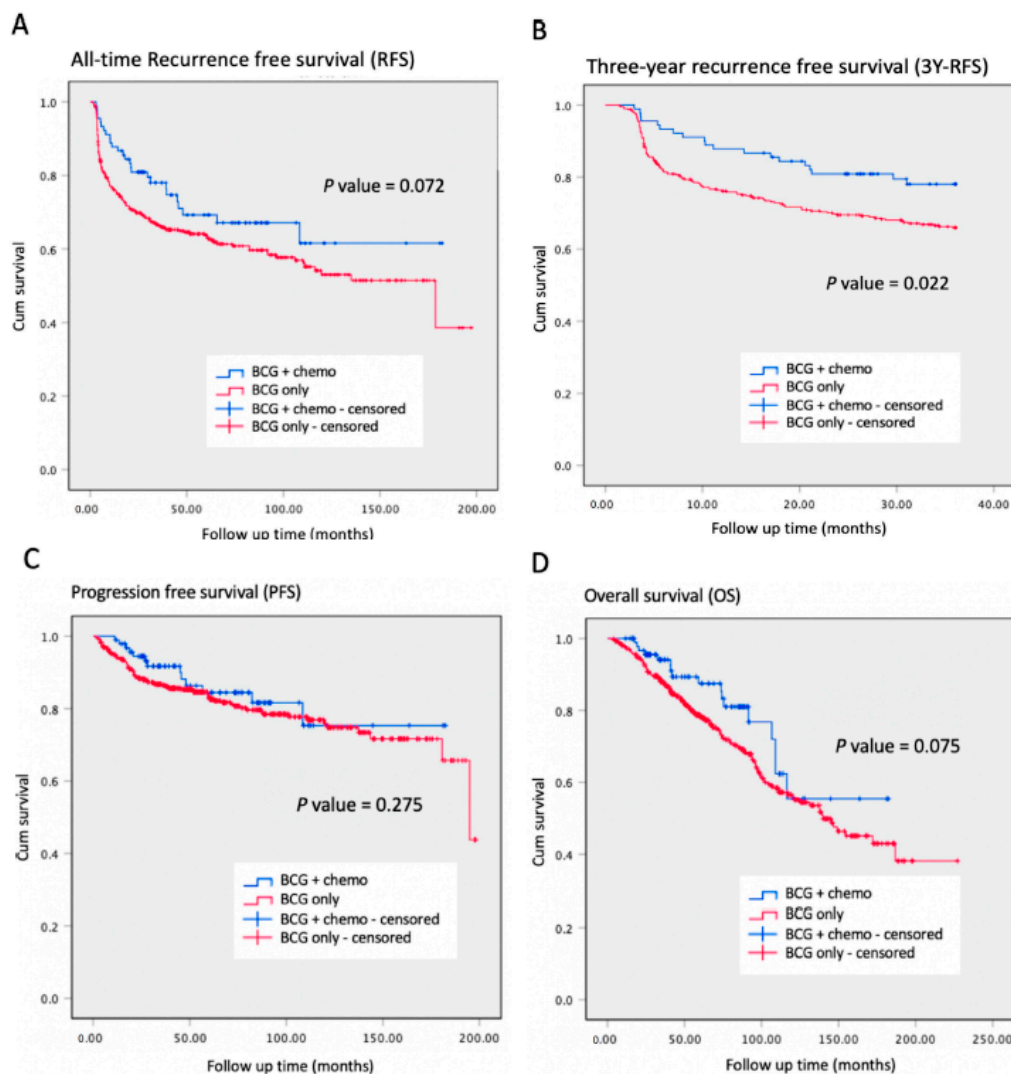 A
All-time Recurrence free survival (RFS)
1.0
0.8
0.6
0.4
0.2
0.0
Cum survival
P value = 0.072
BCG + chemo
BCG only
BCG + chemo - censored
BCG only - censored
0.00 50.00 100.00 150.00 200.00
Follow up time (months)
B
Three-year recurrence free survival (3Y-RFS)
1.0
0.8
0.6
0.4
0.2
0.0
Cum survival
P value = 0.022
BCG + chemo
BCG only
BCG + chemo - censored
BCG only - censored
0.00 10.00 20.00 30.00 40.00
Follow up time (months)
C
Progression free survival (PFS)
1.0
0.8
0.6
0.4
0.2
0.0
Cum survival
P value = 0.275
BCG + chemo
BCG only
BCG + chemo - censored
BCG only - censored
0.00 50.00 100.00 150.00 200.00
Follow up time (months)
D
Overall survival (OS)
1.0
0.8
0.6
0.4
0.2
0.0
Cum survival
P value = 0.075
BCG + chemo
BCG only
BCG + chemo - censored
BCG only - censored
0.00 50.00 100.00 150.00 200.00 250.00
Follow up time (months)